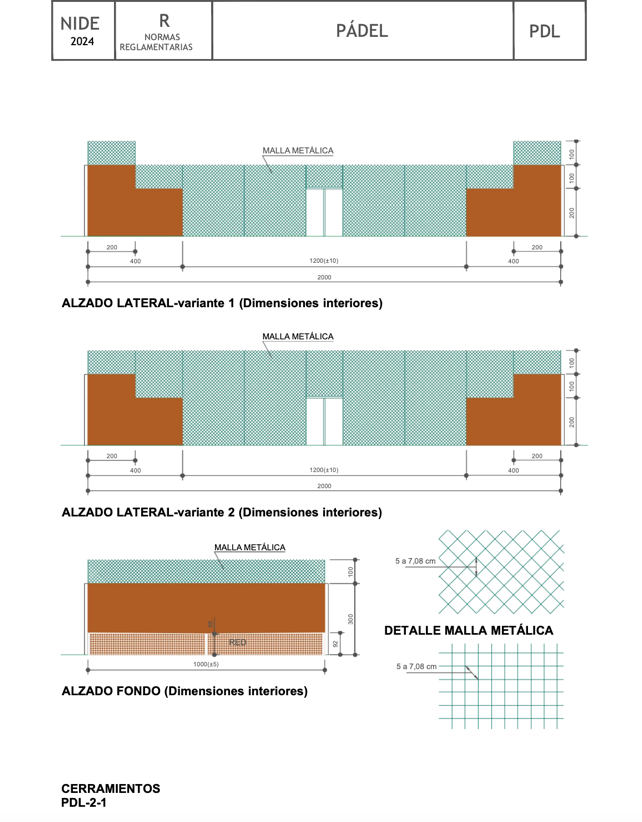 NIDE
2024
R
NORMAS
REGLAMENTARIAS
PÁDEL
PDL
MALLA METÁLICA
100
100
200
200
200
400
1200(±10)
400
2000
ALZADO LATERAL-variante 1 (Dimensiones interiores)
MALLA METÁLICA
100
100
200
200
200
400
1200(±10)
400
2000
ALZADO LATERAL-variante 2 (Dimensiones interiores)
MALLA METÁLICA
100
300
RED
92
1000(±5)
ALZADO FONDO (Dimensiones interiores)
5 a 7,08 cm
DETALLE MALLA METÁLICA
5 a 7,08 cm
CERRAMIENTOS
PDL-2-1